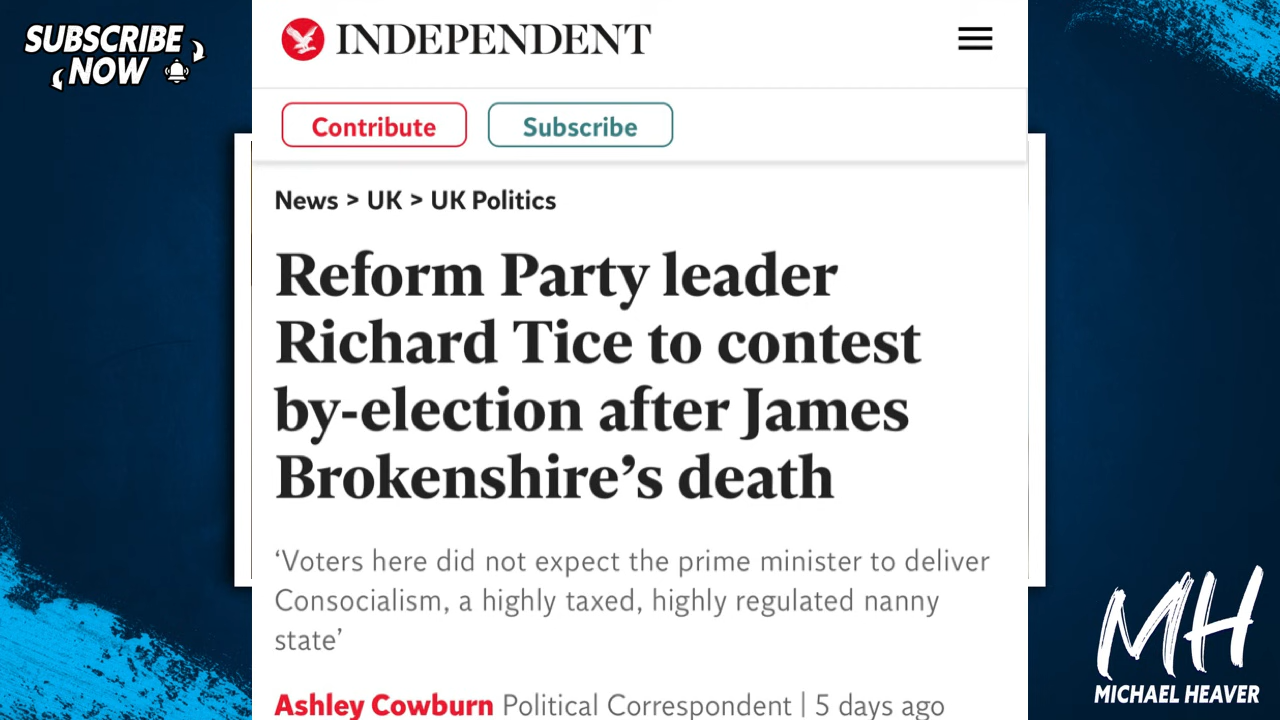 SUBSCRIBE
NOW
INDEPENDENT
Contribute
Subscribe
News > UK > UK Politics
Reform Party leader
Richard Tice to contest
by-election after James
Brokenshire’s death
‘Voters here did not expect the prime minister to deliver
Consocialism, a highly taxed, highly regulated nanny
state’
Ashley Cowburn Political Correspondent | 5 days ago
MH
MICHAEL HEAVER